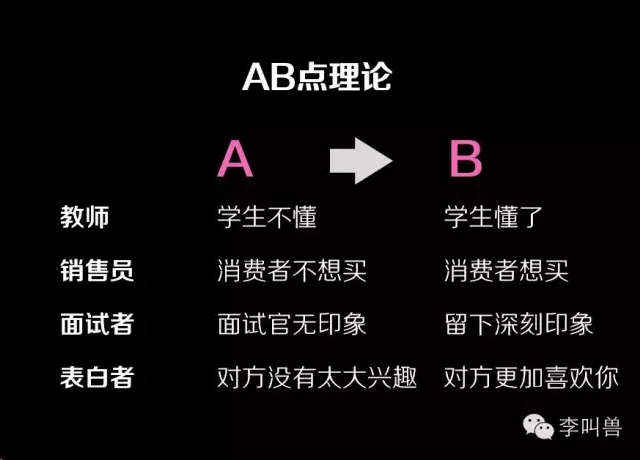 AB点理论
A B
教师 学生不懂 学生懂了
销售员 消费者不想买 消费者想买
面试者 面试官无印象 留下深刻印象
表白者 对方没有太大兴趣 对方更加喜欢你
李叫兽